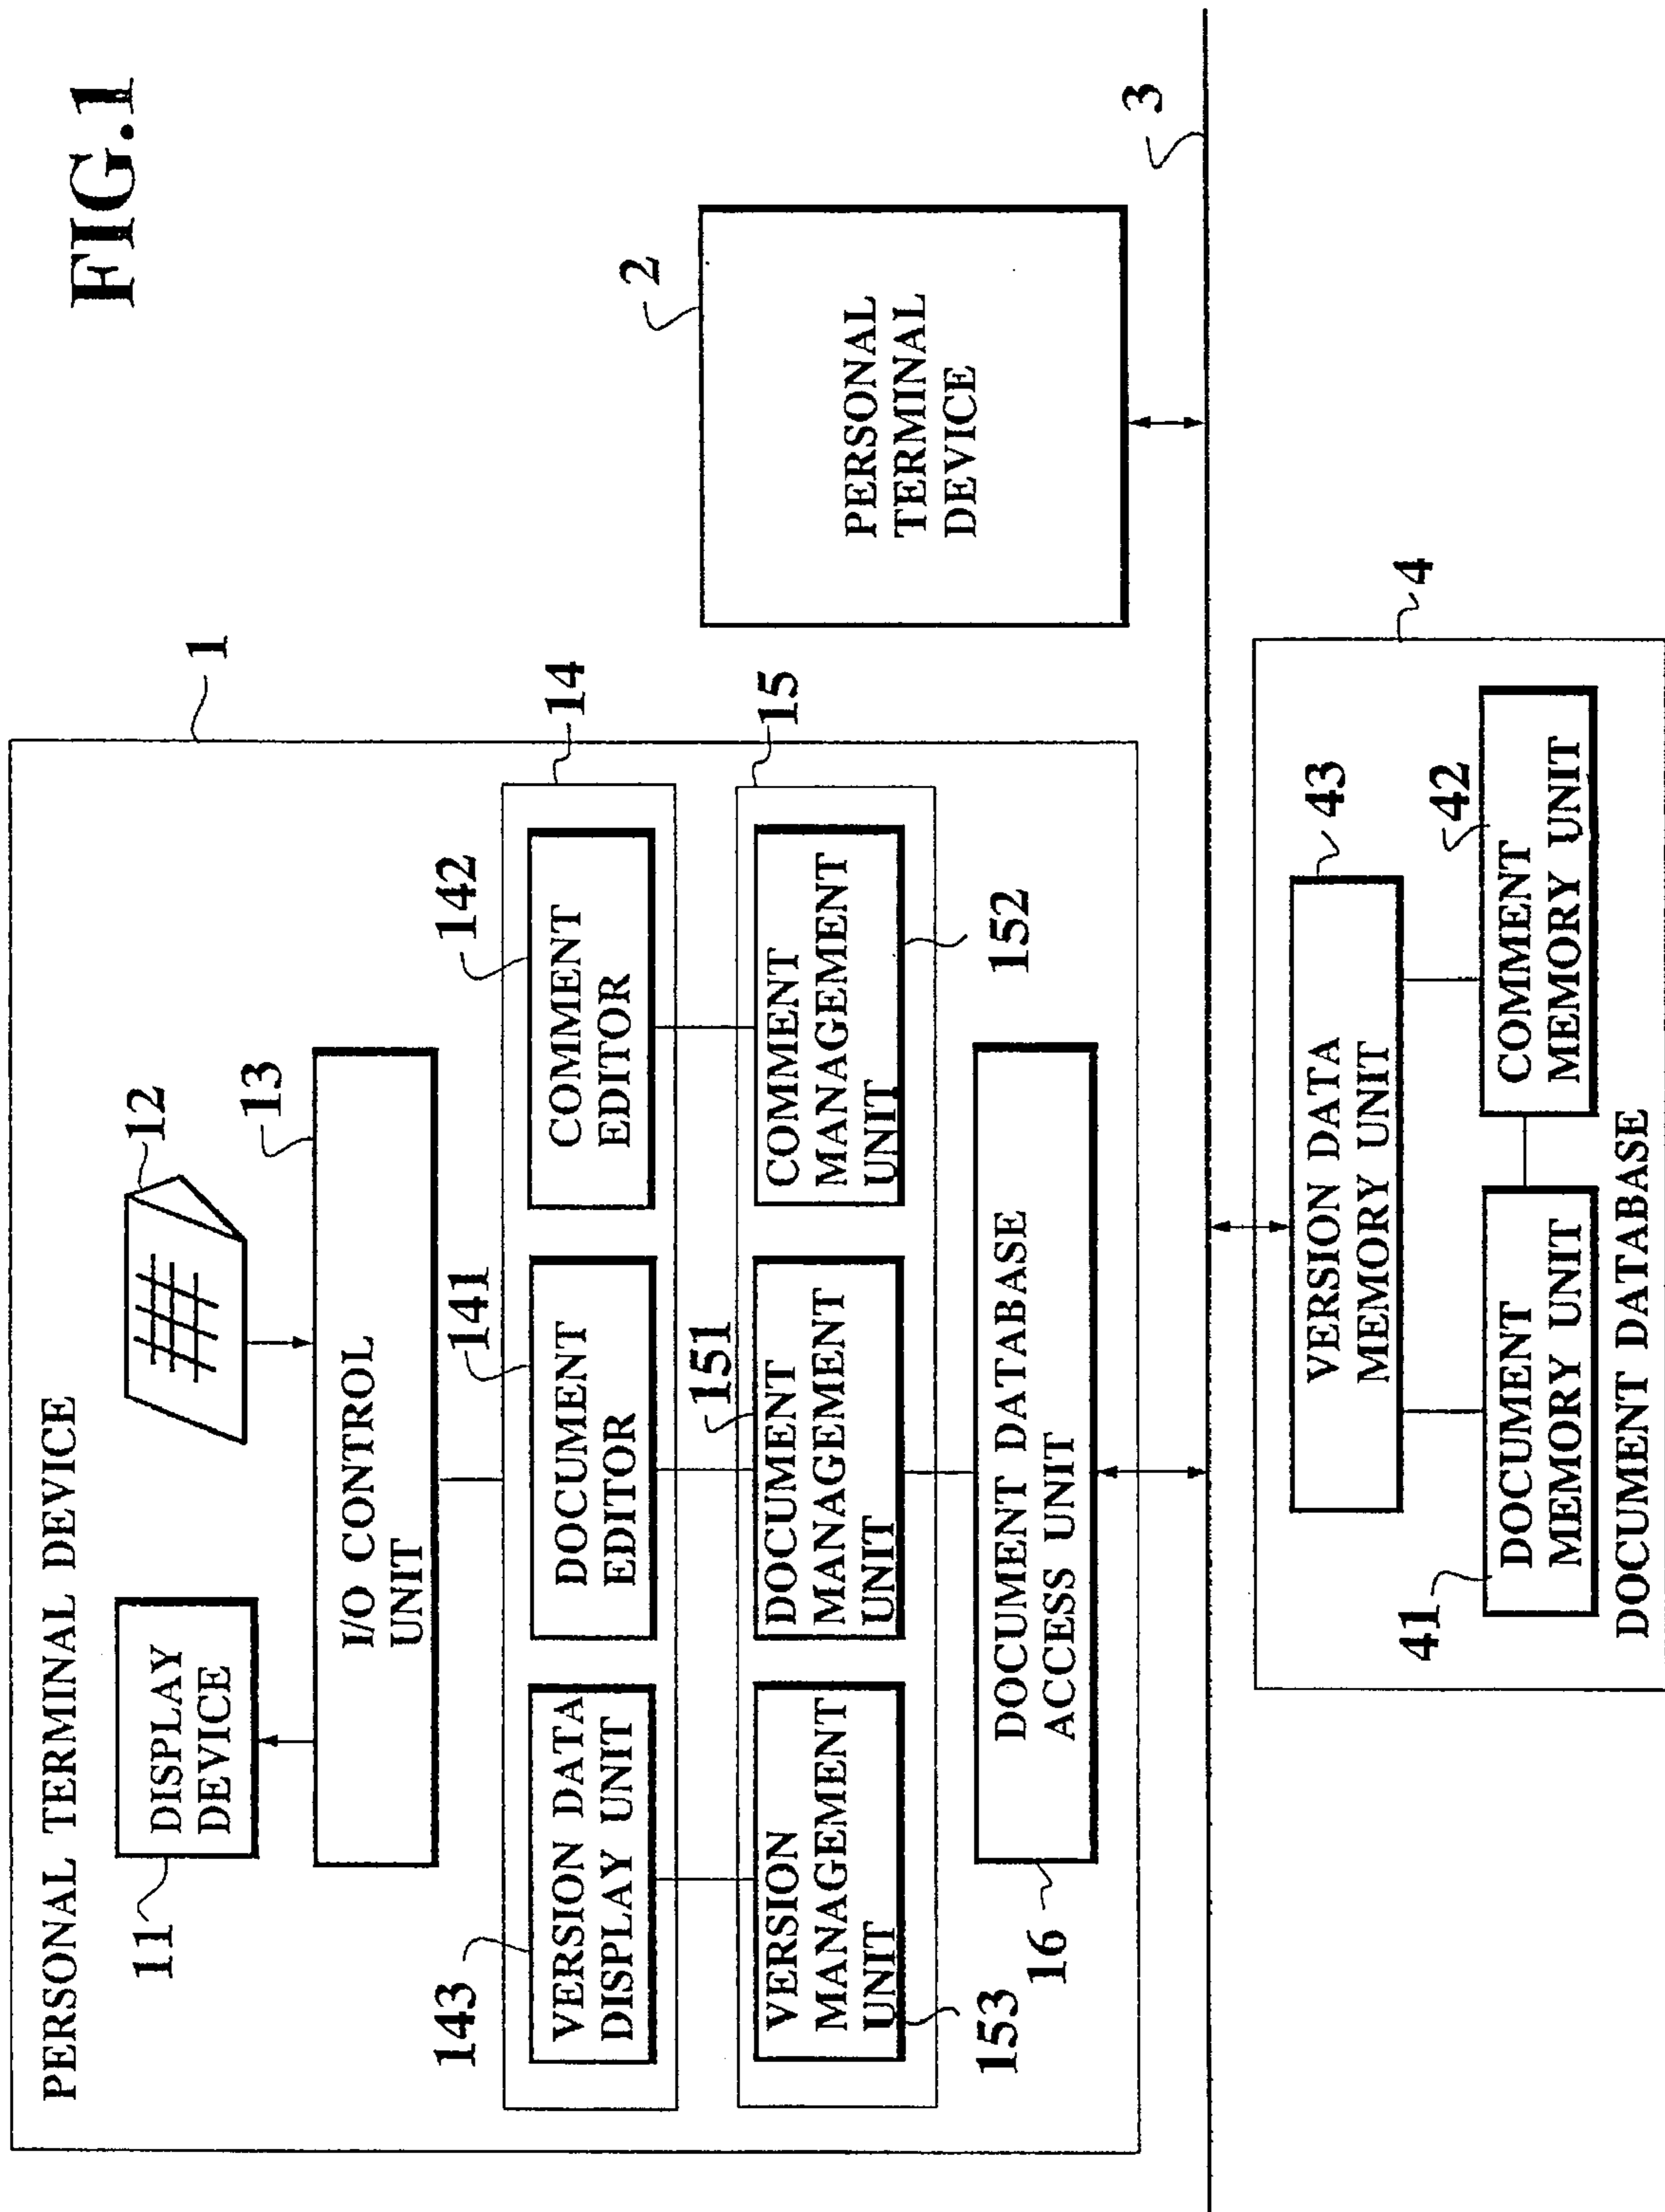 FIG.1
PERSONAL TERMINAL DEVICE
1
11
DISPLAY
DEVICE
12
13
I/O CONTROL
UNIT
14
143
VERSION DATA
DISPLAY UNIT
141
DOCUMENT
EDITOR
142
COMMENT
EDITOR
15
VERSION
MANAGEMENT
UNIT
153
151
DOCUMENT
MANAGEMENT
UNIT
COMMENT
MANAGEMENT
UNIT
152
16
DOCUMENT DATABASE
ACCESS UNIT
2
PERSONAL
TERMINAL
DEVICE
3
4
VERSION DATA
MEMORY UNIT
43
41
DOCUMENT
MEMORY UNIT
42
COMMENT
MEMORY UNIT
DOCUMENT DATABASE